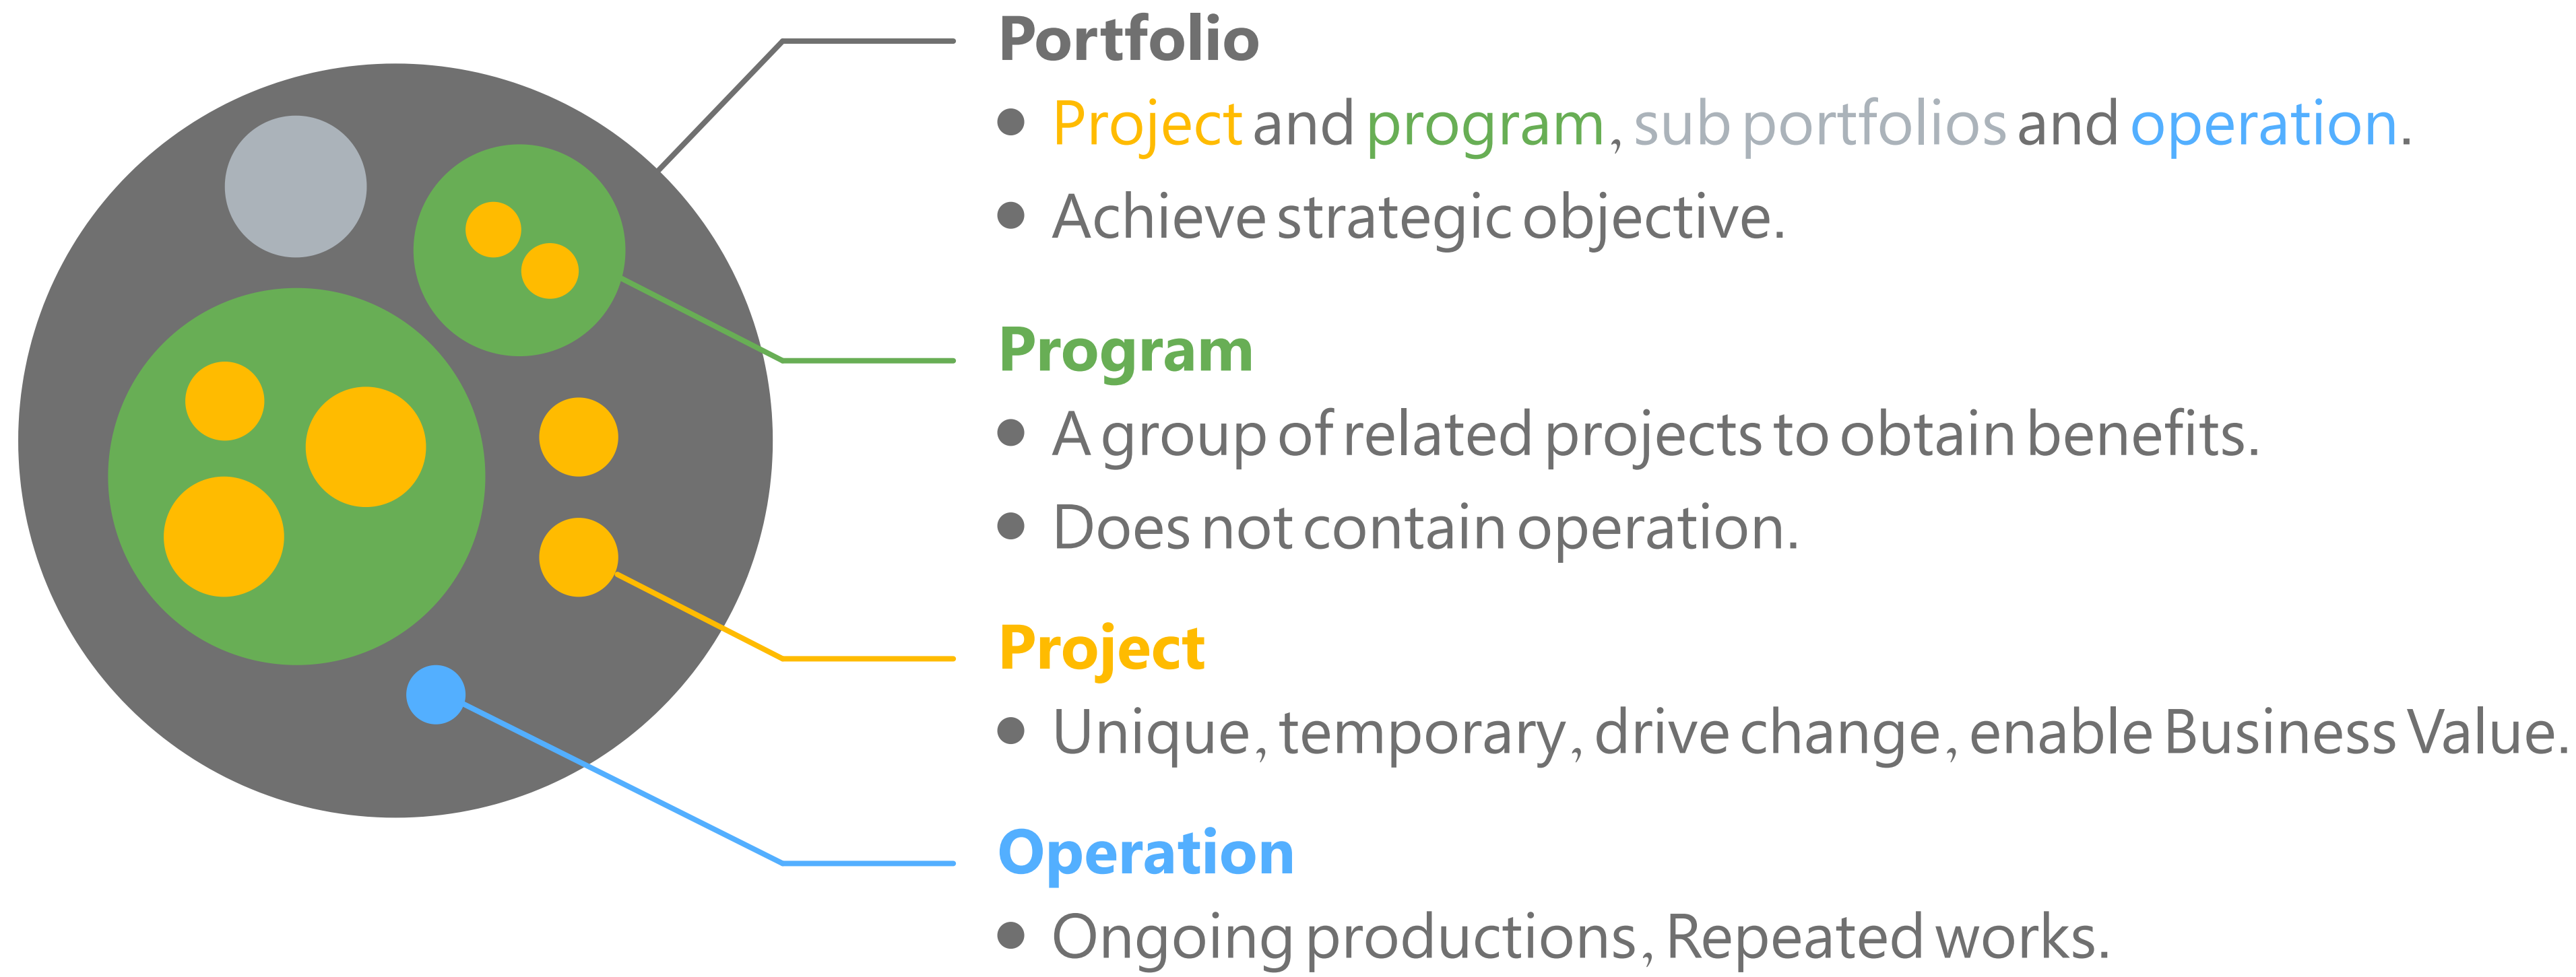 Portfolio
● Project and program, sub portfolios and operation.
● Achieve strategic objective.
Program
● A group of related projects to obtain benefits.
● Does not contain operation.
Project
● Unique, temporary, drive change, enable Business Value.
Operation
● Ongoing productions, Repeated works.